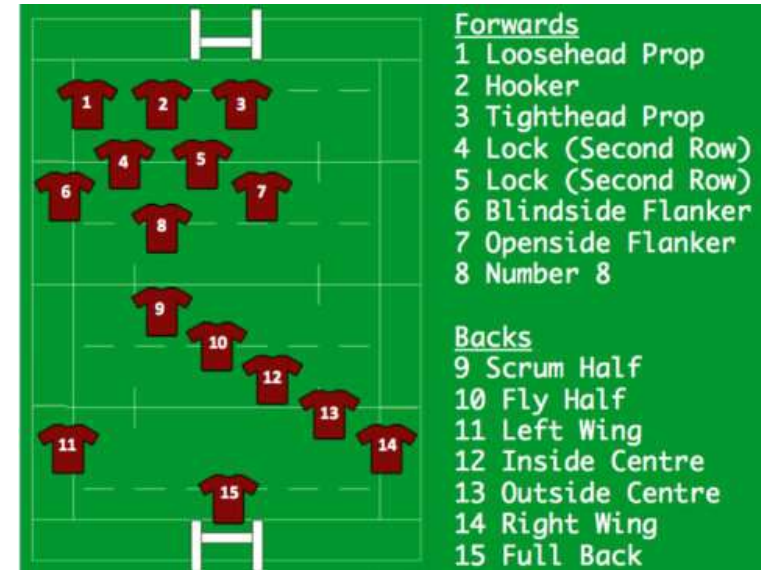 1 2 3
4 5
6 7
8
9
10
12
13
11 14
15
Forwards
1 Loosehead Prop
2 Hooker
3 Tighthead Prop
4 Lock (Second Row)
5 Lock (Second Row)
6 Blindside Flanker
7 Openside Flanker
8 Number 8
Backs
9 Scrum Half
10 Fly Half
11 Left Wing
12 Inside Centre
13 Outside Centre
14 Right Wing
15 Full Back